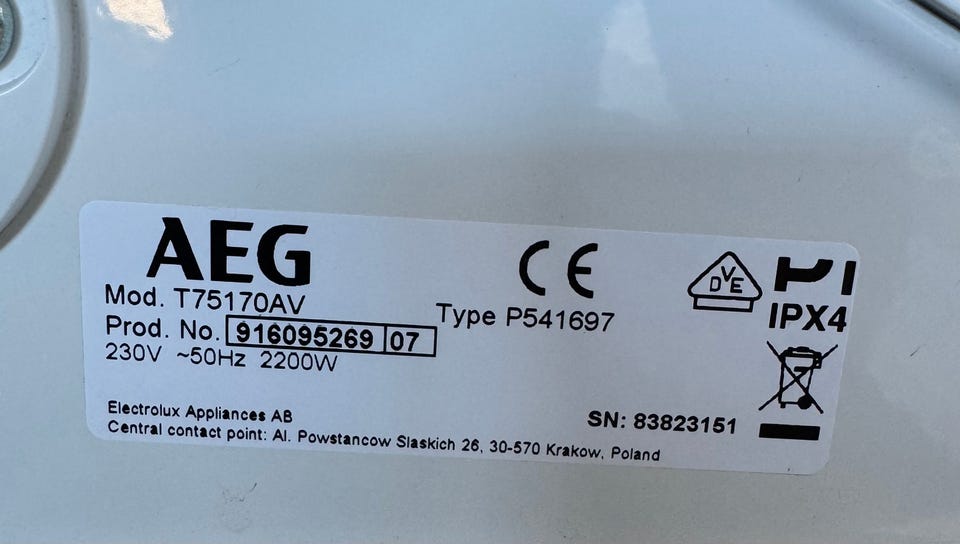 AEG
Mod. T75170AV
Type P541697
Prod. No. 916095269 07
230V ~50Hz 2200W
CE
DVE
IPX4
Electrolux Appliances AB
SN: 83823151
Central contact point: Al. Powstancow Slaskich 26, 30-570 Krakow, Poland